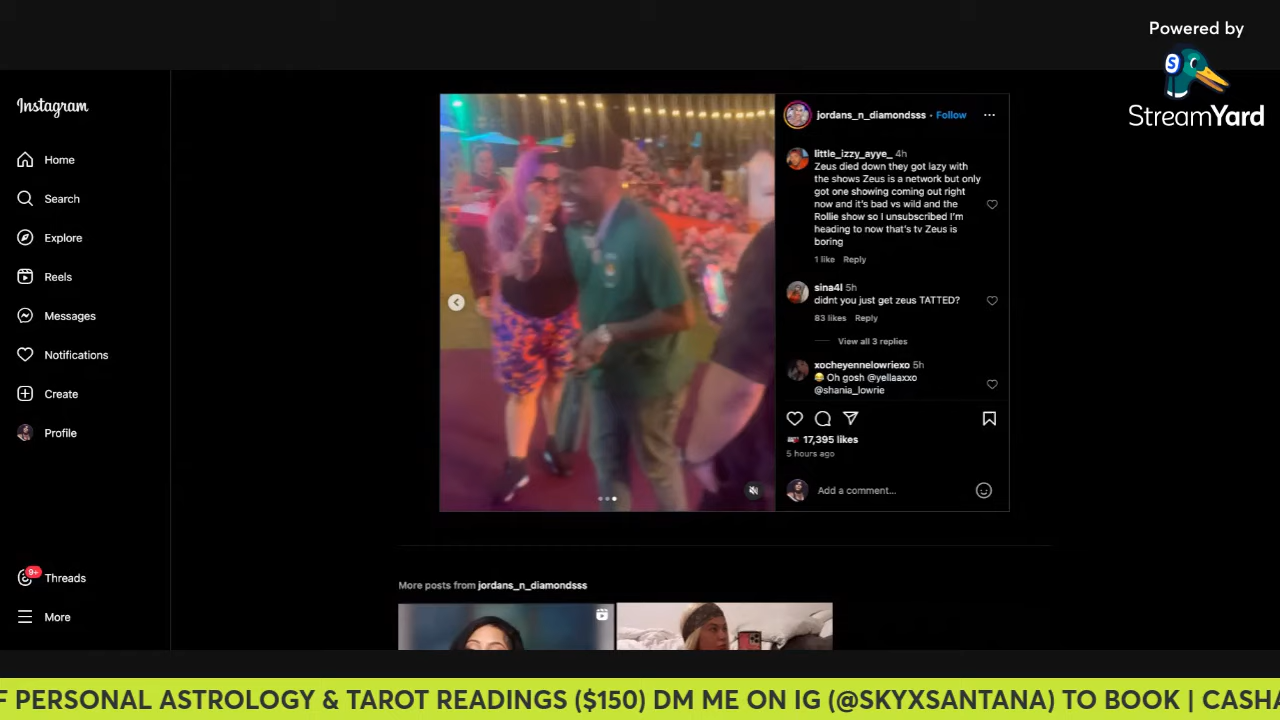 Powered by
StreamYard
Instagram
Home
Search
Explore
Reels
Messages
Notifications
Create
Profile
9+
Threads
More
jordans_n_diamondsss • Follow
little_izzy_ayye_ 4h
Zeus died down they got lazy with
the shows Zeus is a network but only
got one showing coming out right
now and it's bad vs wild and the
Rollie show so I unsubscribed I'm
heading to now that's tv Zeus is
boring
1 like Reply
sina4l 5h
didnt you just get zeus TATTED?
83 likes Reply
View all 3 replies
xocheyennelowriexo 5h
😂 Oh gosh @yellaaxxo
@shania_lowrie
17,395 likes
5 hours ago
Add a comment...
More posts from jordans_n_diamondsss
F PERSONAL ASTROLOGY & TAROT READINGS ($150) DM ME ON IG (@SKYXSANTANA) TO BOOK | CASHA